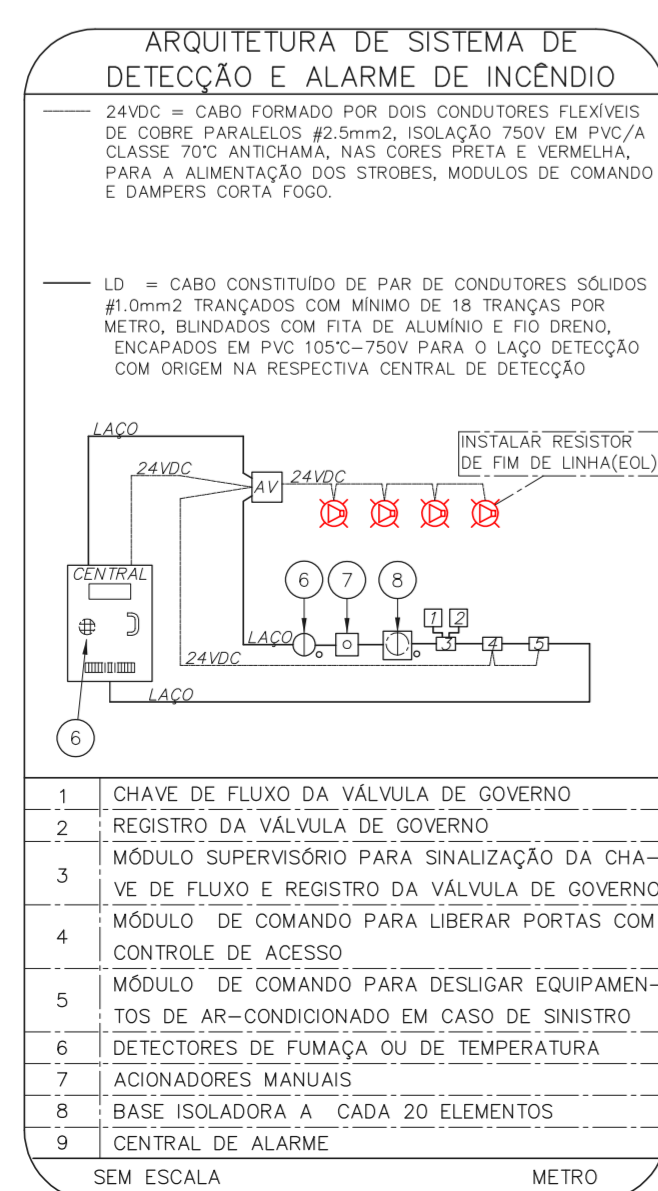 ARQUITETURA DE SISTEMA DE
DETECÇÃO E ALARME DE INCÊNDIO
24VDC = CABO FORMADO POR DOIS CONDUTORES FLEXÍVEIS
DE COBRE PARALELOS #2.5mm2, ISOLAÇÃO 750V EM PVC/A
CLASSE 70°C ANTICHAMA, NAS CORES PRETA E VERMELHA,
PARA A ALIMENTAÇÃO DOS STROBES, MODULOS DE COMANDO
E DAMPERS CORTA FOGO.
LD = CABO CONSTITUÍDO DE PAR DE CONDUTORES SÓLIDOS
#1.0mm2 TRANÇADOS COM MÍNIMO DE 18 TRANÇAS POR
METRO, BLINDADOS COM FITA DE ALUMÍNIO E FIO DRENO,
ENCAPADOS EM PVC 105°C-750V PARA O LAÇO DETECÇÃO
COM ORIGEM NA RESPECTIVA CENTRAL DE DETECÇÃO
LAÇO
INSTALAR RESISTOR
DE FIM DE LINHA(EOL)
24VDC
AV
24VDC
CENTRAL
6
7
8
1
2
LAÇO
3
4
5
24VDC
LAÇO
6
1 CHAVE DE FLUXO DA VÁLVULA DE GOVERNO
2 REGISTRO DA VÁLVULA DE GOVERNO
3 MÓDULO SUPERVISÓRIO PARA SINALIZAÇÃO DA CHA-
VE DE FLUXO E REGISTRO DA VÁLVULA DE GOVERNO
4 MÓDULO DE COMANDO PARA LIBERAR PORTAS COM
CONTROLE DE ACESSO
5 MÓDULO DE COMANDO PARA DESLIGAR EQUIPAMEN-
TOS DE AR-CONDICIONADO EM CASO DE SINISTRO
6 DETECTORES DE FUMAÇA OU DE TEMPERATURA
7 ACIONADORES MANUAIS
8 BASE ISOLADORA A CADA 20 ELEMENTOS
9 CENTRAL DE ALARME
SEM ESCALA METRO